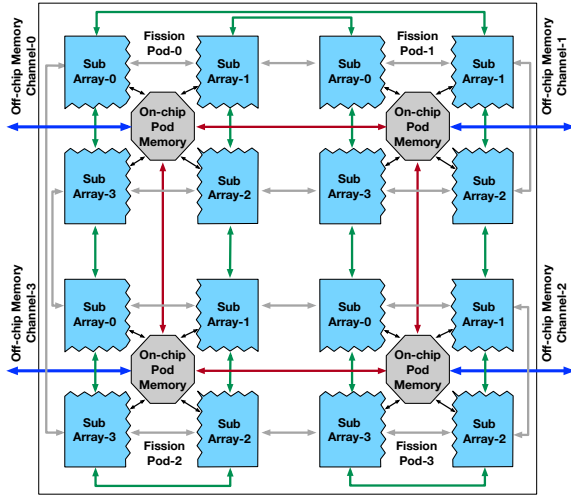 Off-chip Memory
Channel-0
Fission
Pod-0
Fission
Pod-1
Off-chip Memory
Channel-1
Sub
Array-0
Sub
Array-1
Sub
Array-0
Sub
Array-1
On-chip
Pod
Memory
On-chip
Pod
Memory
Sub
Array-3
Sub
Array-2
Sub
Array-3
Sub
Array-2
Off-chip Memory
Channel-3
Off-chip Memory
Channel-2
Sub
Array-0
Sub
Array-1
Sub
Array-0
Sub
Array-1
On-chip
Pod
Memory
On-chip
Pod
Memory
Sub
Array-3
Sub
Array-2
Sub
Array-3
Sub
Array-2
Fission
Pod-2
Fission
Pod-3